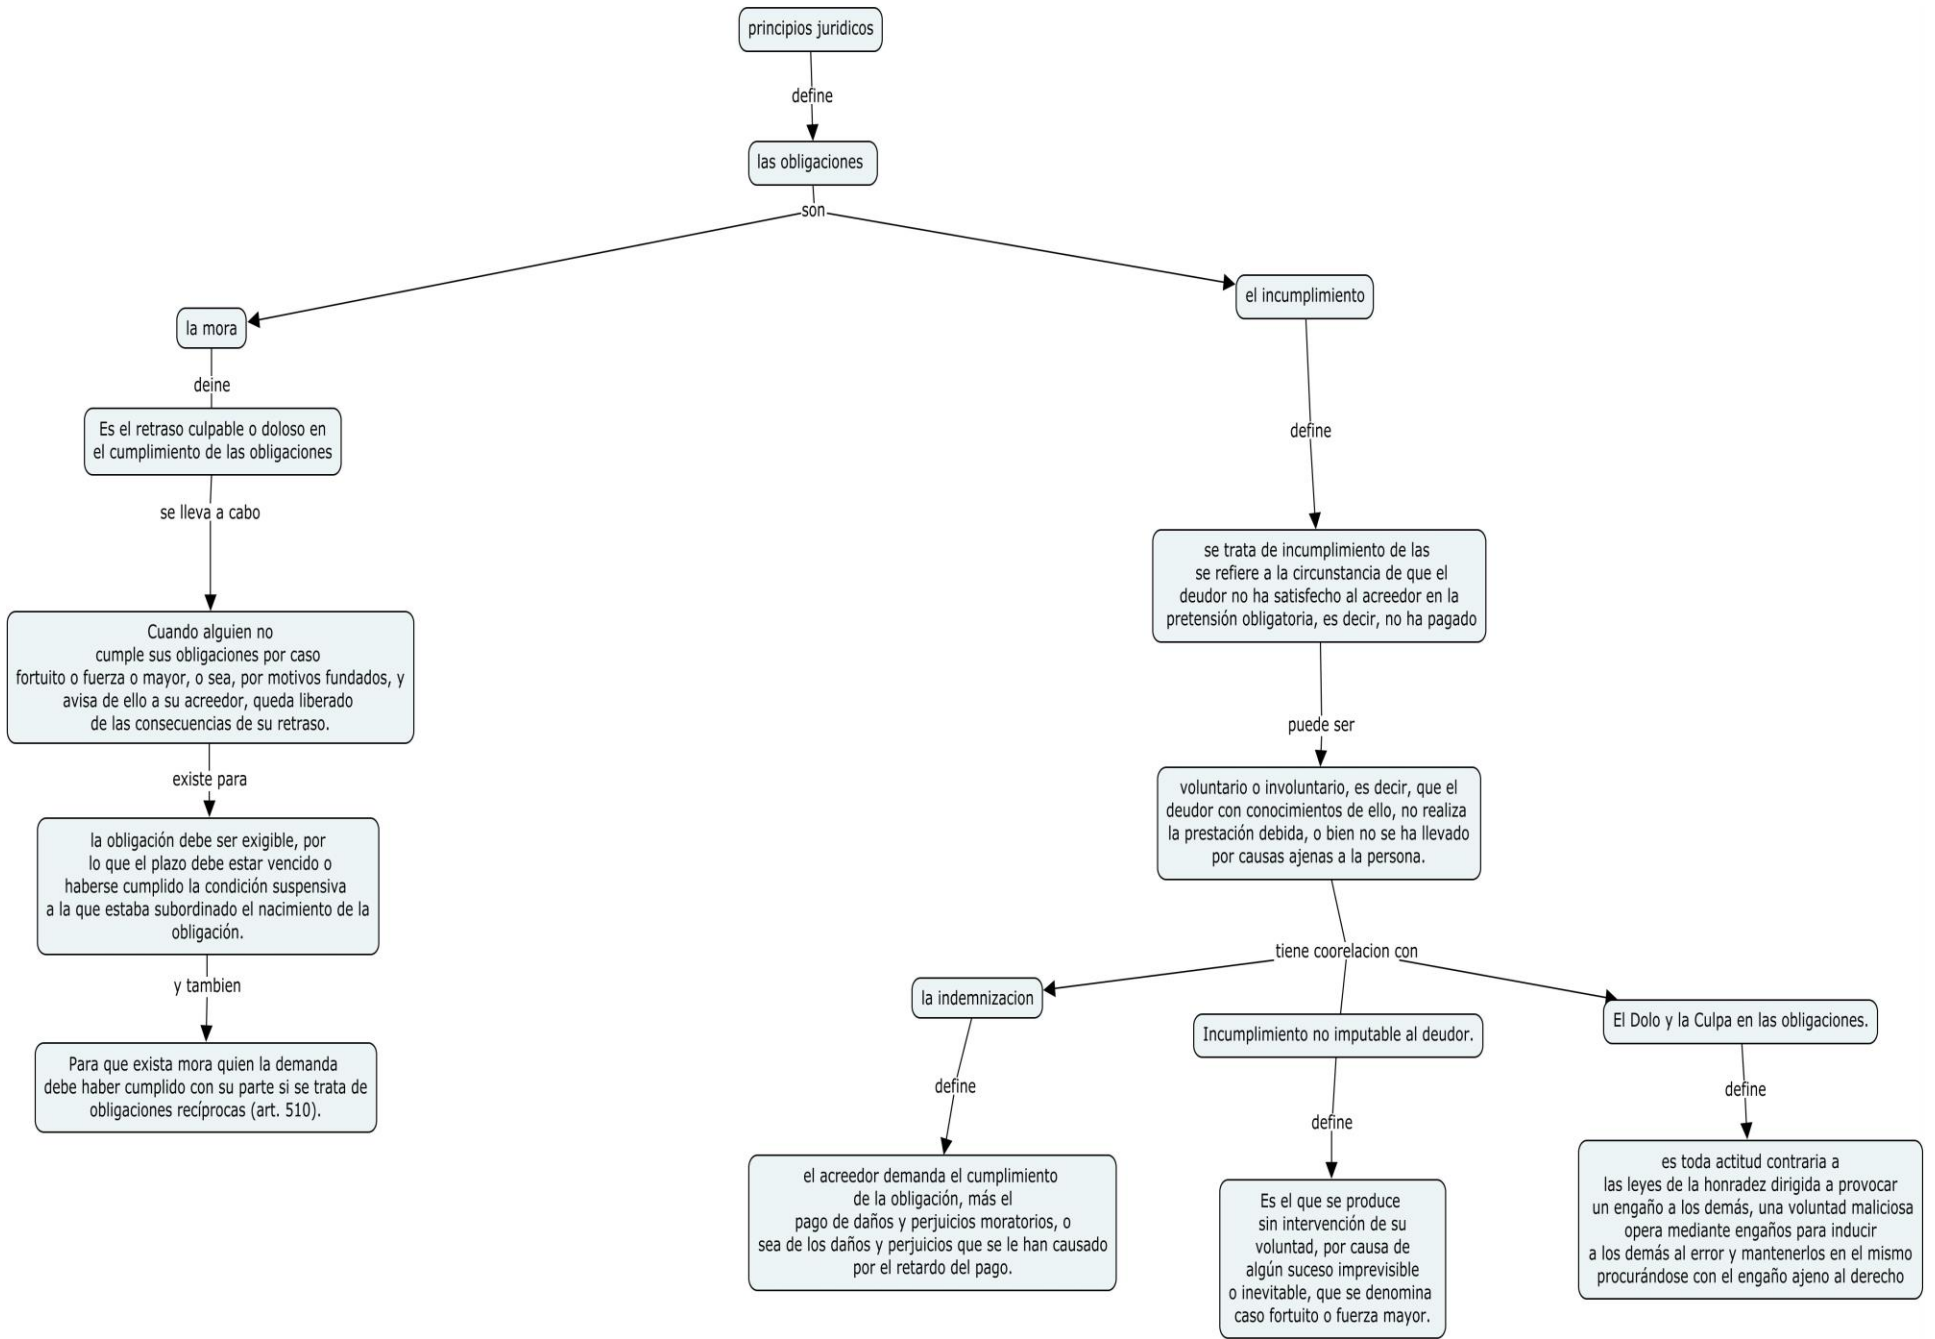 principios juridicos
define
las obligaciones
son
la mora
deine
Es el retraso culpable o doloso en
el cumplimiento de las obligaciones
se lleva a cabo
Cuando alguien no
cumple sus obligaciones por caso
fortuito o fuerza o mayor, o sea, por motivos fundados, y
avisa de ello a su acreedor, queda liberado
de las consecuencias de su retraso.
existe para
la obligación debe ser exigible, por
lo que el plazo debe estar vencido o
haberse cumplido la condición suspensiva
a la que estaba subordinado el nacimiento de la
obligación.
y tambien
Para que exista mora quien la demanda
debe haber cumplido con su parte si se trata de
obligaciones recíprocas (art. 510).
el incumplimiento
define
se trata de incumplimiento de las
se refiere a la circunstancia de que el
deudor no ha satisfecho al acreedor en la
pretensión obligatoria, es decir, no ha pagado
puede ser
voluntario o involuntario, es decir, que el
deudor con conocimientos de ello, no realiza
la prestación debida, o bien no se ha llevado
por causas ajenas a la persona.
tiene coorelacion con
la indemnizacion
define
el acreedor demanda el cumplimiento
de la obligación, más el
pago de daños y perjuicios moratorios, o
sea de los daños y perjuicios que se le han causado
por el retardo del pago.
Incumplimiento no imputable al deudor.
define
Es el que se produce
sin intervención de su
voluntad, por causa de
algún suceso imprevisible
o inevitable, que se denomina
caso fortuito o fuerza mayor.
El Dolo y la Culpa en las obligaciones.
define
es toda actitud contraria a
las leyes de la honradez dirigida a provocar
un engaño a los demás, una voluntad maliciosa
opera mediante engaños para inducir
a los demás al error y mantenerlos en el mismo
procurándose con el engaño ajeno al derecho